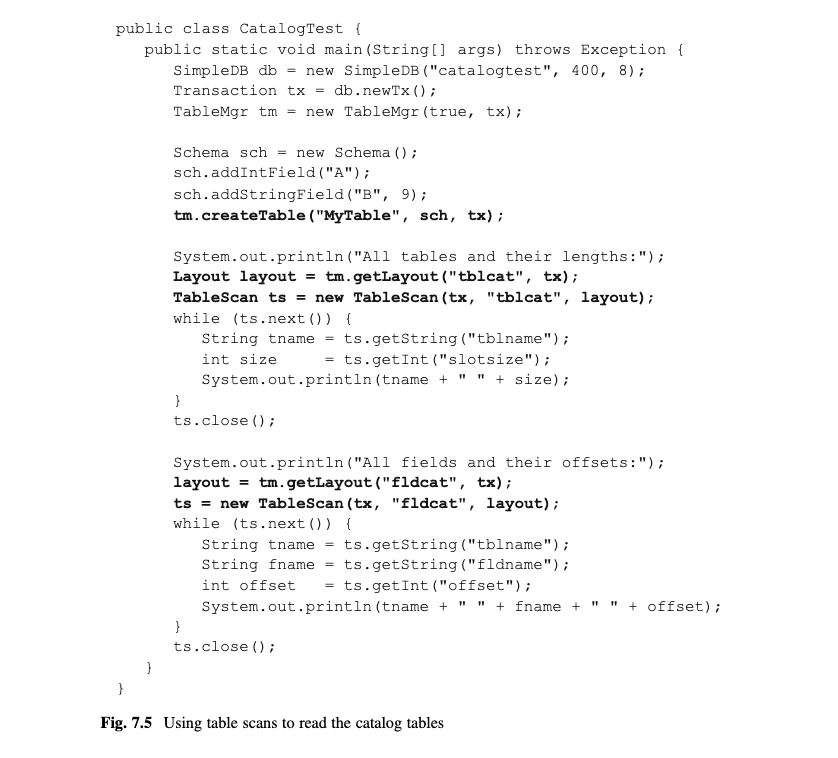 public class CatalogTest {
   public static void main(String[] args) throws Exception {
      SimpleDB db = new SimpleDB("catalogtest", 400, 8);
      Transaction tx = db.newTx();
      TableMgr tm = new TableMgr(true, tx);

      Schema sch = new Schema();
      sch.addIntField("A");
      sch.addStringField("B", 9);
      tm.createTable("MyTable", sch, tx);

      System.out.println("All tables and their lengths:");
      Layout layout = tm.getLayout("tblcat", tx);
      TableScan ts = new TableScan(tx, "tblcat", layout);
      while (ts.next()) {
         String tname = ts.getString("tblname");
         int size     = ts.getInt("slotsize");
         System.out.println(tname + " " + size);
      }
      ts.close();

      System.out.println("All fields and their offsets:");
      layout = tm.getLayout("fldcat", tx);
      ts = new TableScan(tx, "fldcat", layout);
      while (ts.next()) {
         String tname = ts.getString("tblname");
         String fname = ts.getString("fldname");
         int offset   = ts.getInt("offset");
         System.out.println(tname + " " + fname + " " + offset);
      }
      ts.close();
   }
}
Fig. 7.5 Using table scans to read the catalog tables